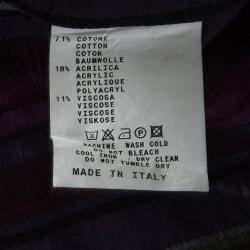 71% COTONE
COTTON
COTON
BAUMWOLLE
18% ACRILICA
ACRYLIC
ACRYLIQUE
POLYACRYL
11% VISCOSA
VISCOSE
VISCOSE
VISKOSE
MACHINE WASH COLD
DO NOT BLEACH
COOL IRON / DRY CLEAN
DO NOT TUMBLE DRY
MADE IN ITALY